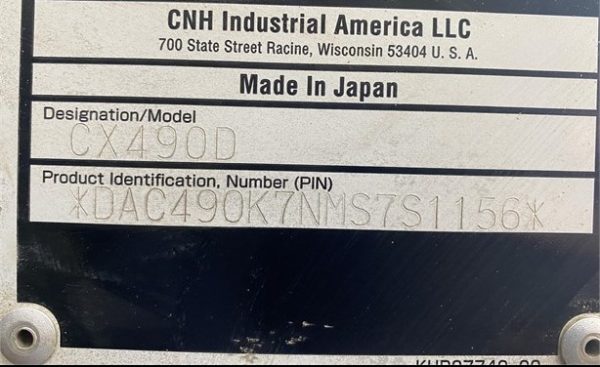 CNH Industrial America LLC
700 State Street Racine, Wisconsin 53404 U. S. A.
Made In Japan
Designation/Model
CX490D
Product Identification, Number (PIN)
*DAC490K7NMS7S1156*